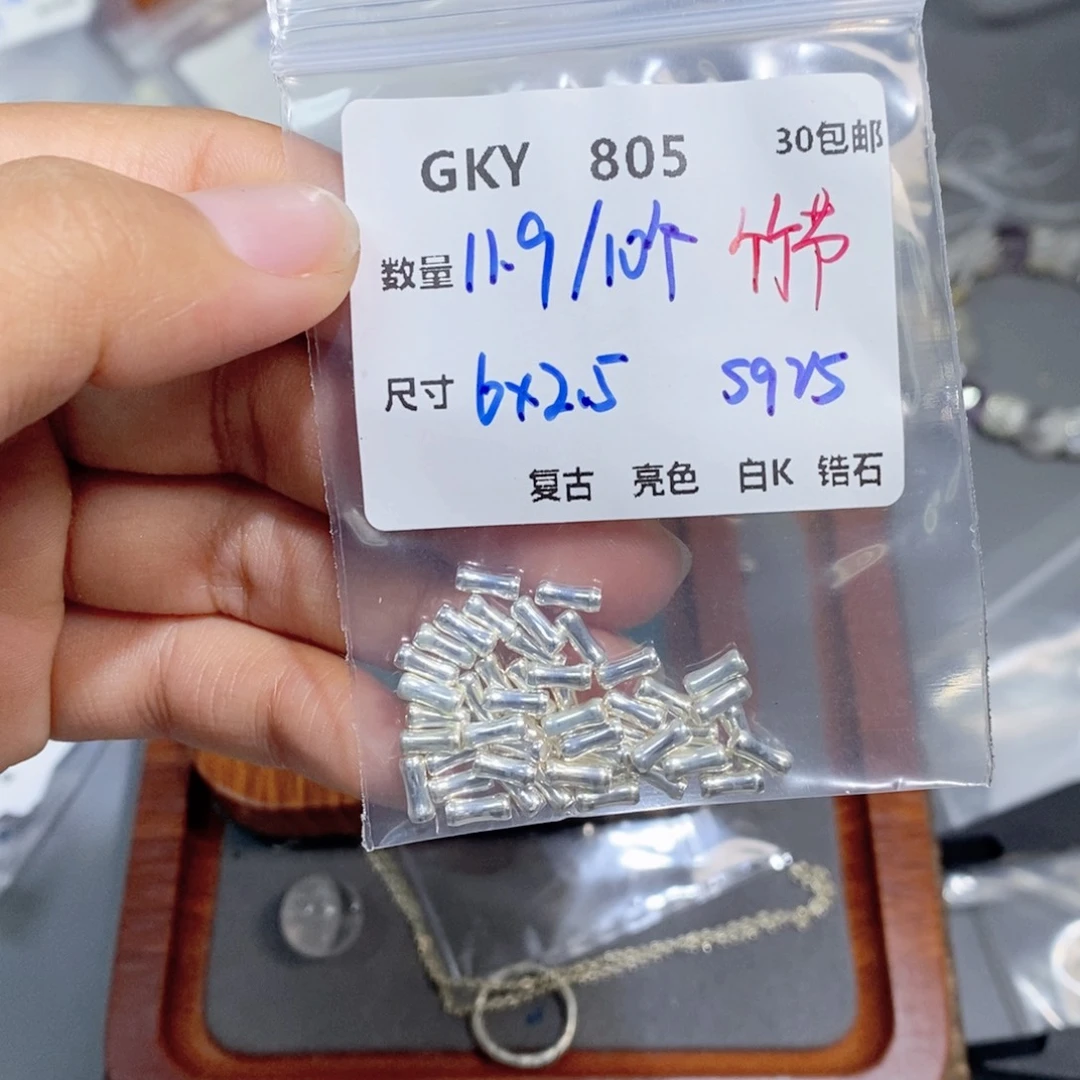 GKY 805 30包邮
数量 11.9/10个 竹节
尺寸 6x2.5 S925
复古 亮色 白K 锆石